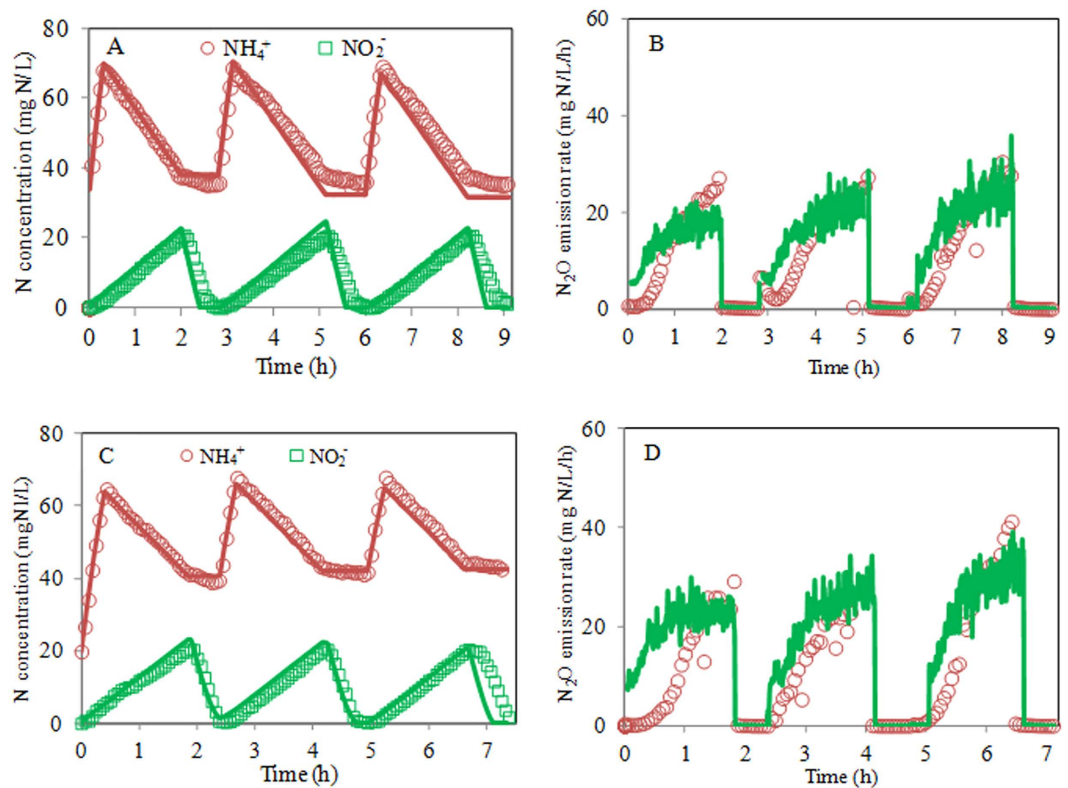 A
NH₄⁺ NO₂⁻
N concentration (mg N/L)
80
60
40
20
0
0 1 2 3 4 5 6 7 8 9
Time (h)
B
N₂O emission rate (mg N/L/h)
60
40
20
0
0 1 2 3 4 5 6 7 8 9
Time (h)
C
NH₄⁺ NO₂⁻
N concentration (mgNl/L)
80
60
40
20
0
0 1 2 3 4 5 6 7
Time (h)
D
N₂O emission rate (mg N/L/h)
60
40
20
0
0 1 2 3 4 5 6 7
Time (h)